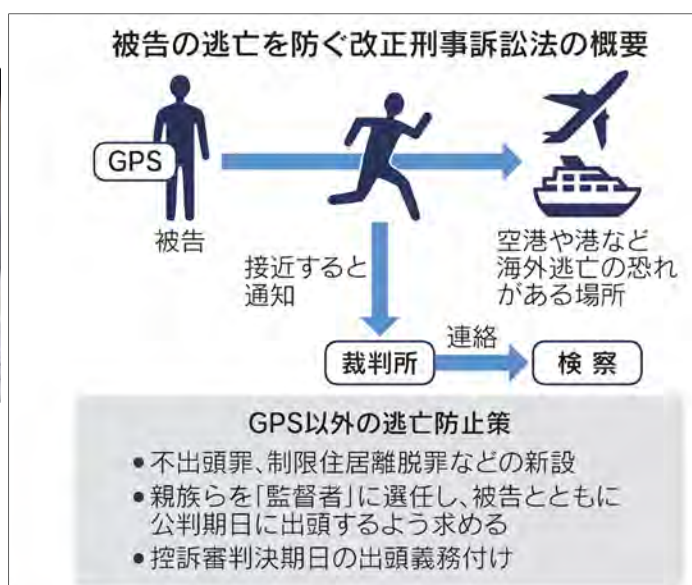 被告の逃亡を防ぐ改正刑事訴訟法の概要
GPS
被告
空港や港など
海外逃亡の恐れ
がある場所
接近すると
通知
裁判所
連絡
検察
GPS以外の逃亡防止策
●不出頭罪、制限住居離脱罪などの新設
●親族らを「監督者」に選任し、被告とともに
公判期日に出頭するよう求める
●控訴審判決期日の出頭義務付け